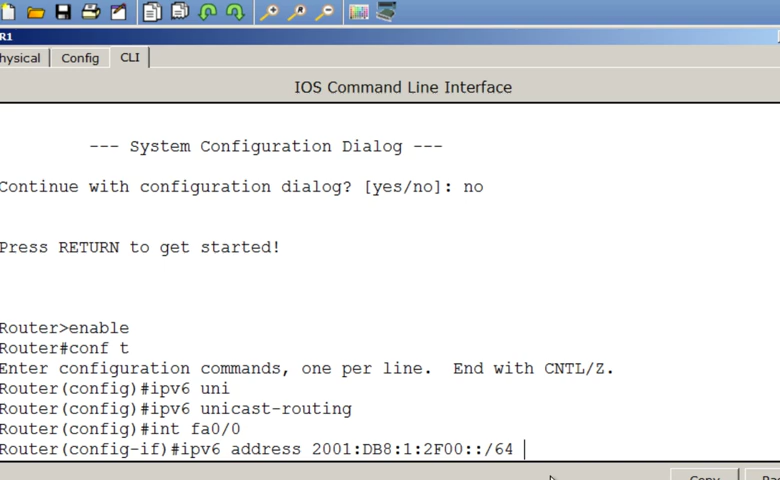 R1
hysical Config CLI
IOS Command Line Interface
--- System Configuration Dialog ---
Continue with configuration dialog? [yes/no]: no
Press RETURN to get started!
Router>enable
Router#conf t
Enter configuration commands, one per line.  End with CNTL/Z.
Router(config)#ipv6 uni
Router(config)#ipv6 unicast-routing
Router(config)#int fa0/0
Router(config-if)#ipv6 address 2001:DB8:1:2F00::/64